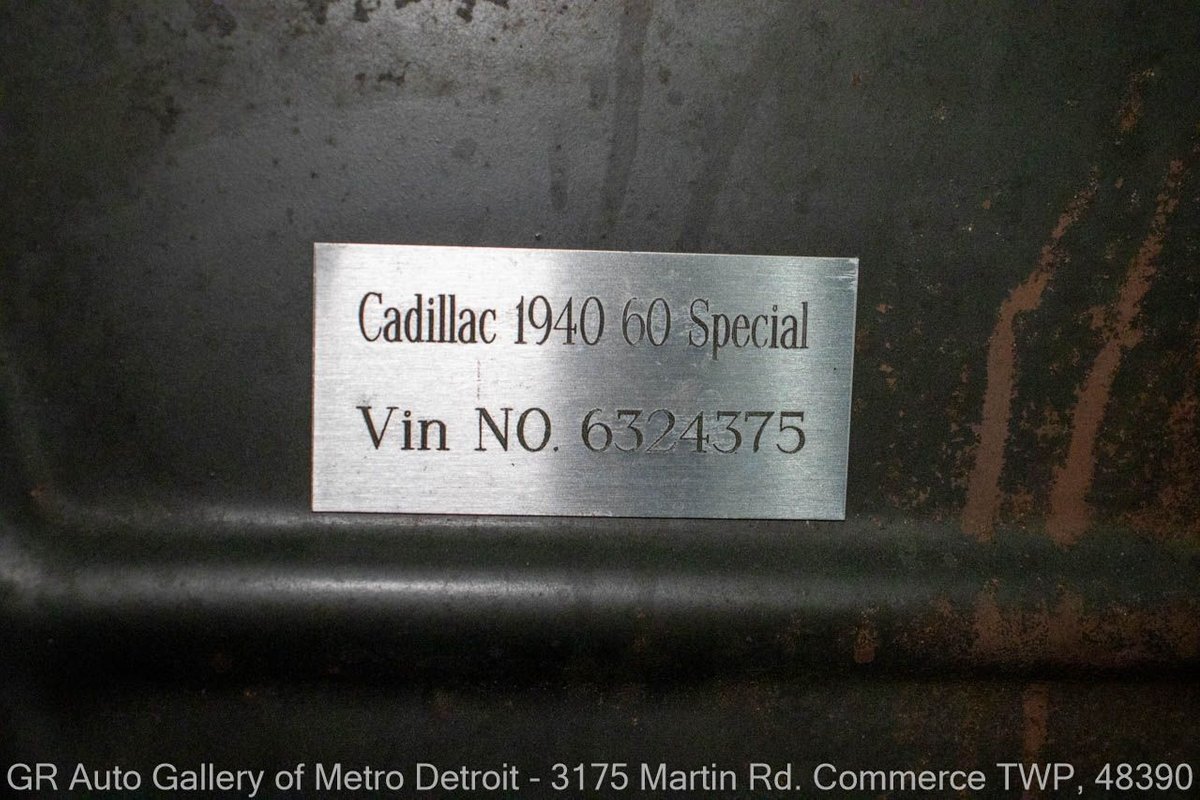 Cadillac 1940 60 Special
Vin NO. 6324375
GR Auto Gallery of Metro Detroit - 3175 Martin Rd. Commerce TWP, 48390